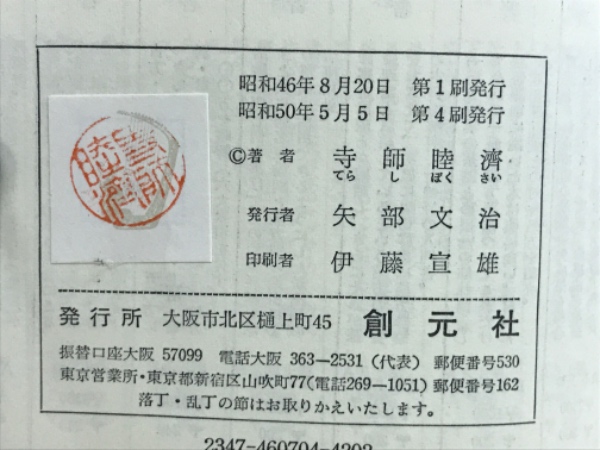 昭和46年8月20日 第1刷発行
昭和50年5月5日 第4刷発行
©著者 寺師睦濟
てら し ぼく さい
発行者 矢部文治
印刷者 伊藤宣雄
発行所 大阪市北区樋上町45 創元社
振替口座大阪 57099 電話大阪 363-2531(代表) 郵便番号530
東京営業所・東京都新宿区山吹町77(電話269-1051) 郵便番号162
落丁・乱丁の節はお取りかえいたします。
2347-460704-4202